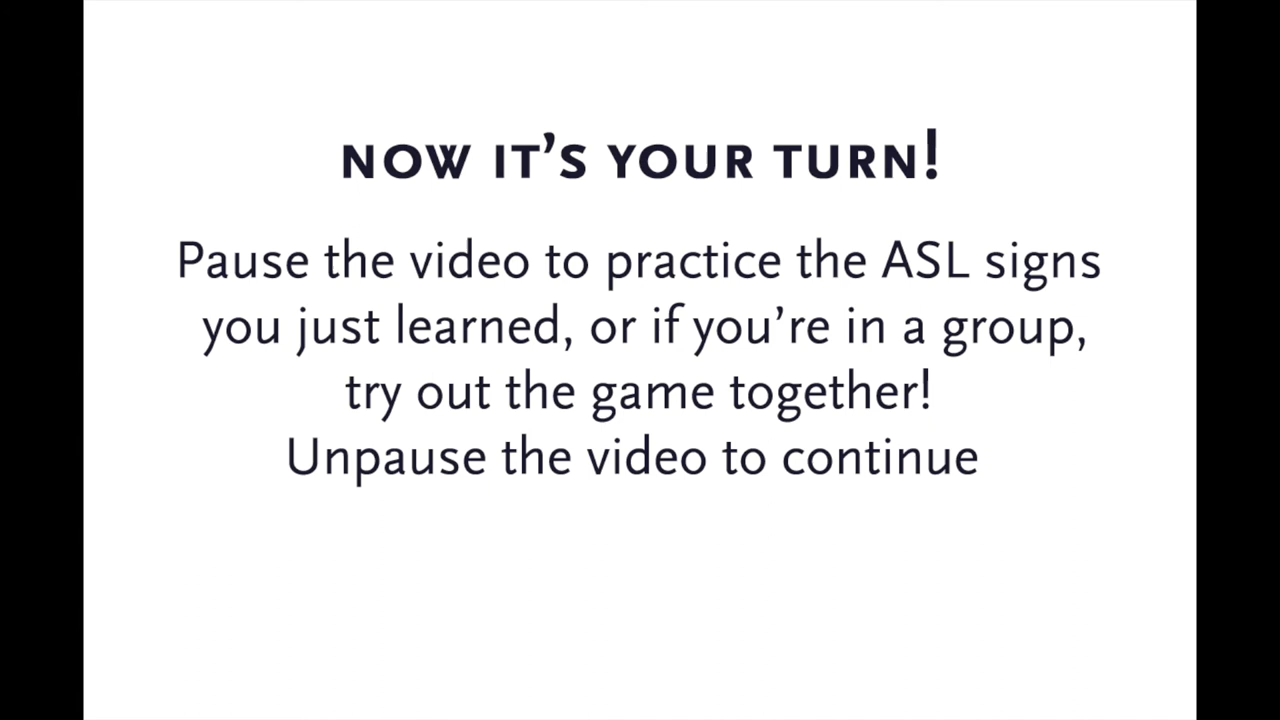 NOW IT’S YOUR TURN!
Pause the video to practice the ASL signs
you just learned, or if you’re in a group,
try out the game together!
Unpause the video to continue